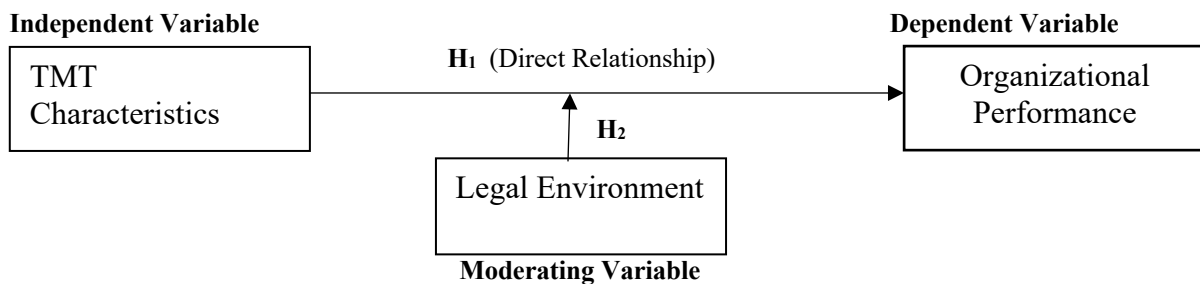 Independent Variable
Dependent Variable
H₁ (Direct Relationship)
TMT
Characteristics
Organizational
Performance
H₂
Legal Environment
Moderating Variable